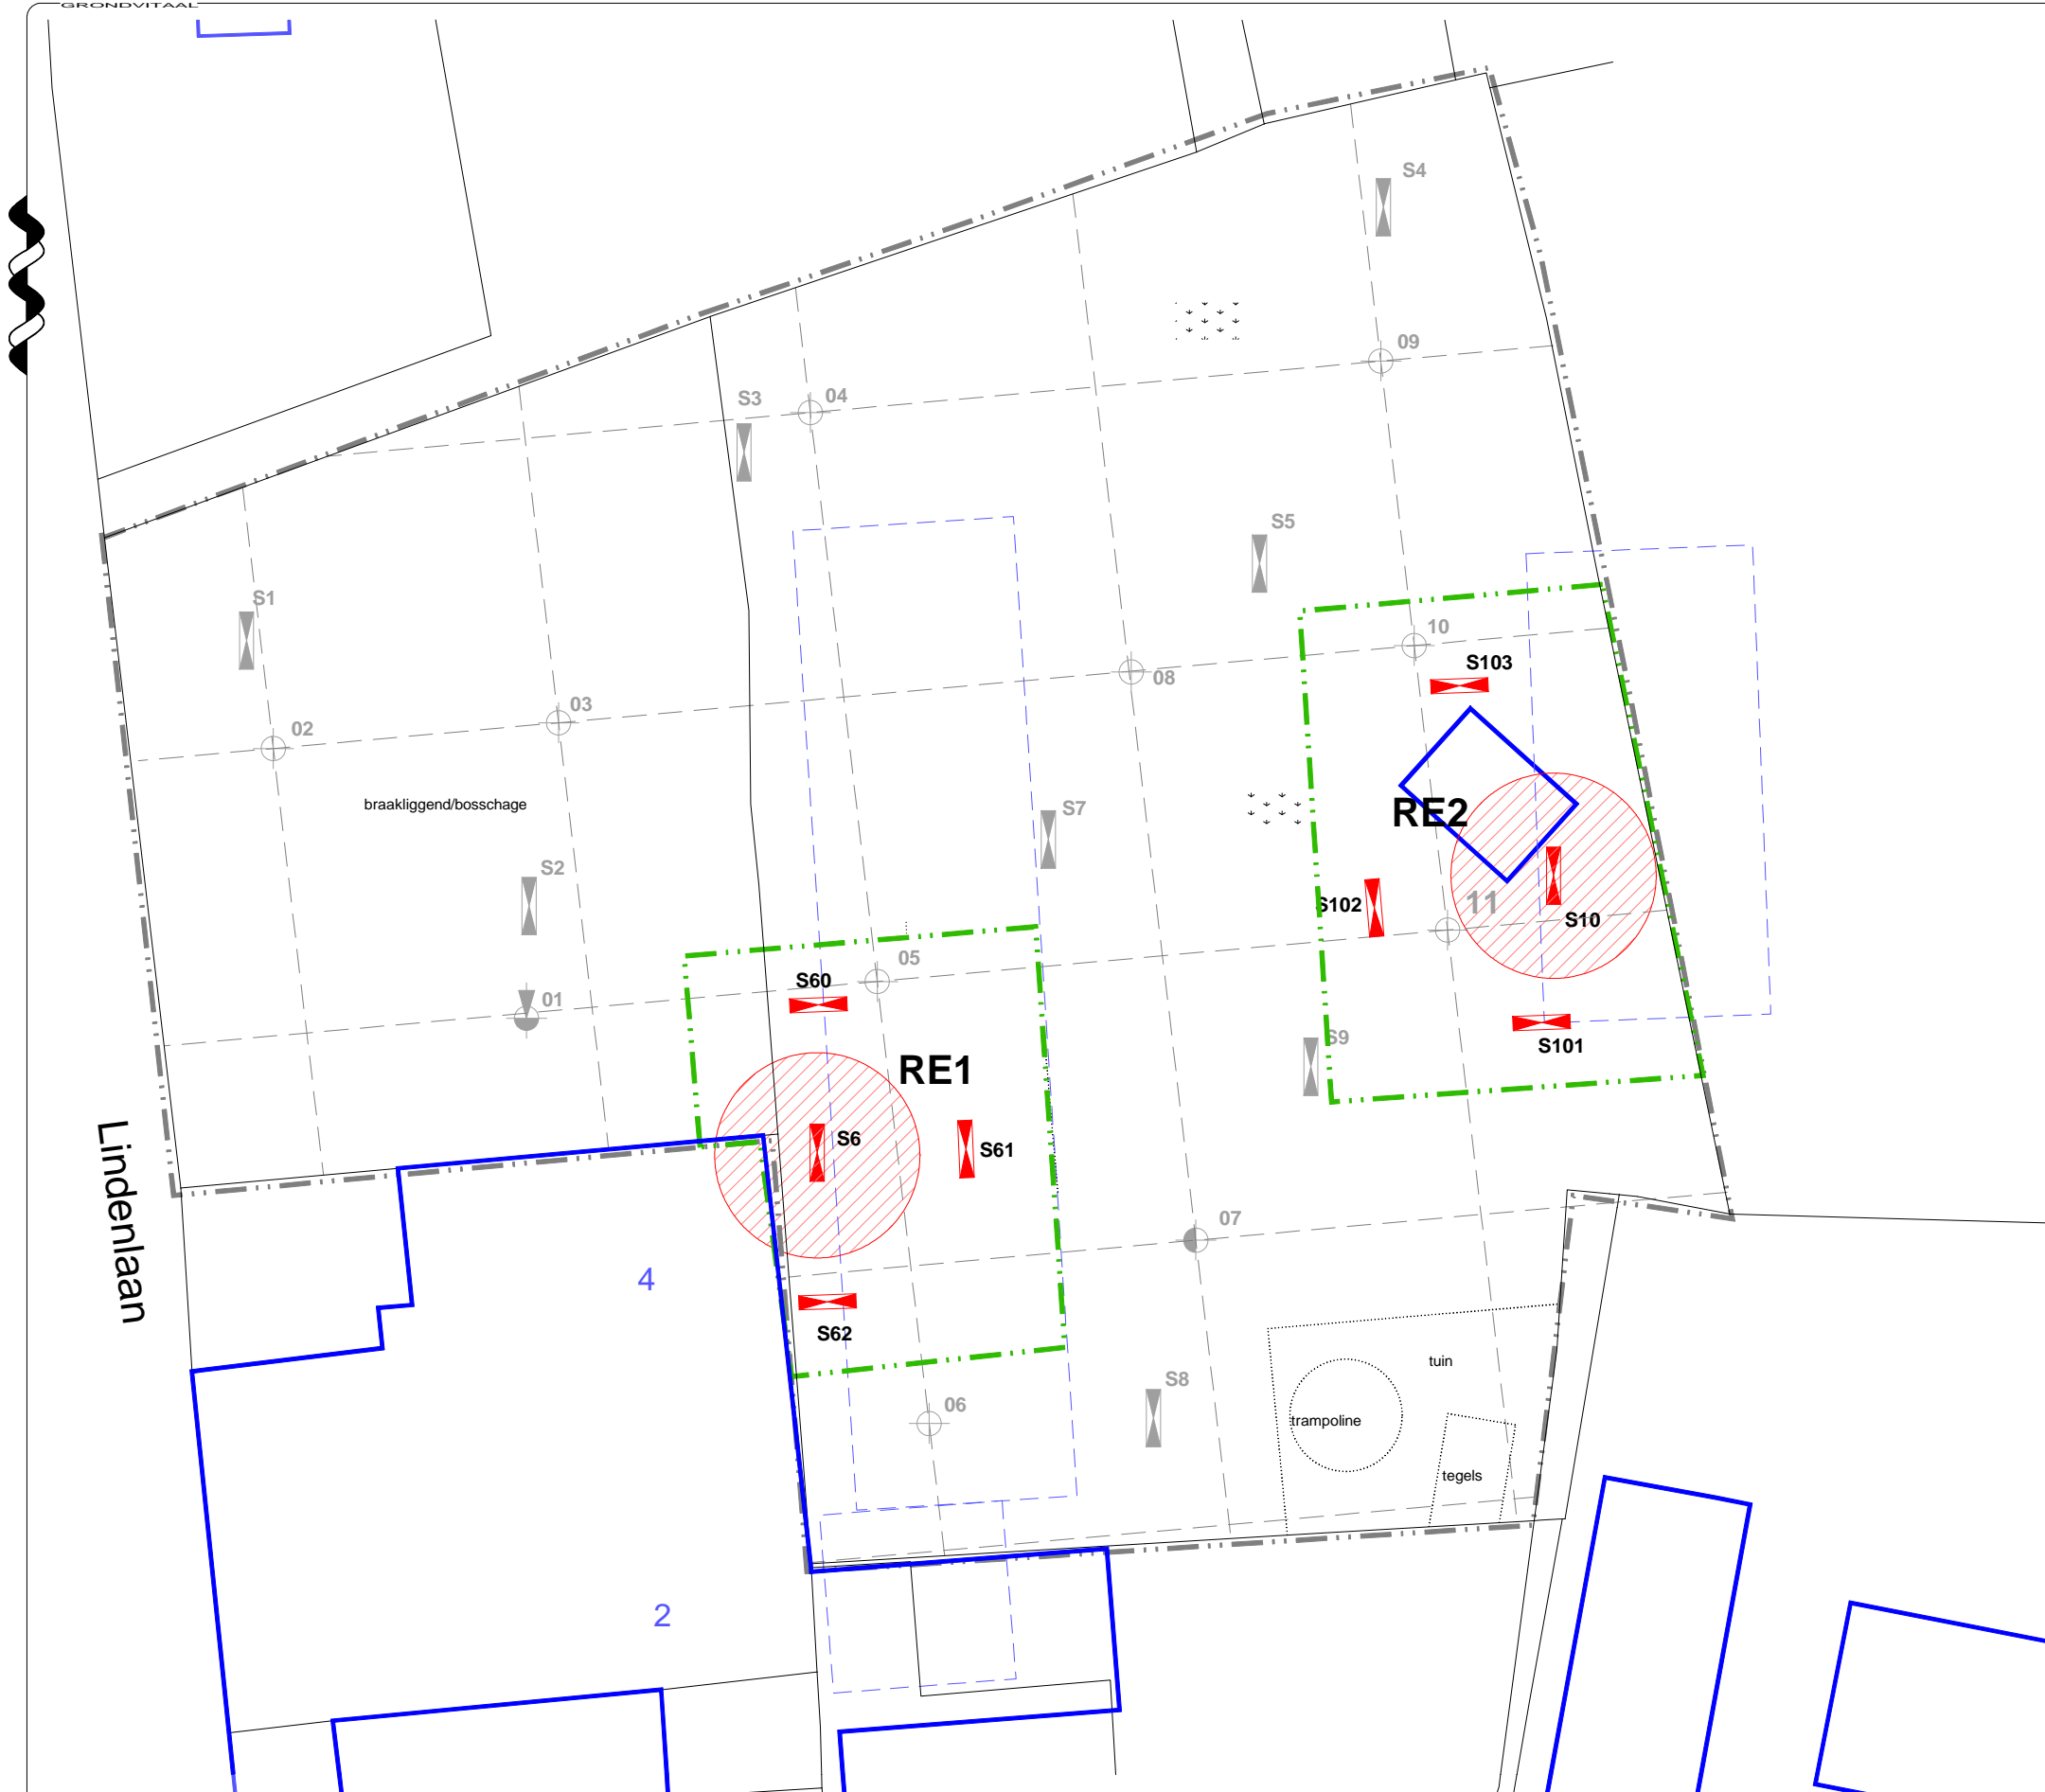 GRONDVITAAL
S4
09
S3
04
S5
S1
10
S103
08
03
02
braakliggend/bosschage
S7
RE2
S2
11
S102
S10
05
S60
01
S9
S101
RE1
S6
S61
Lindenlaan
07
4
S62
tuin
S8
06
trampoline
tegels
2